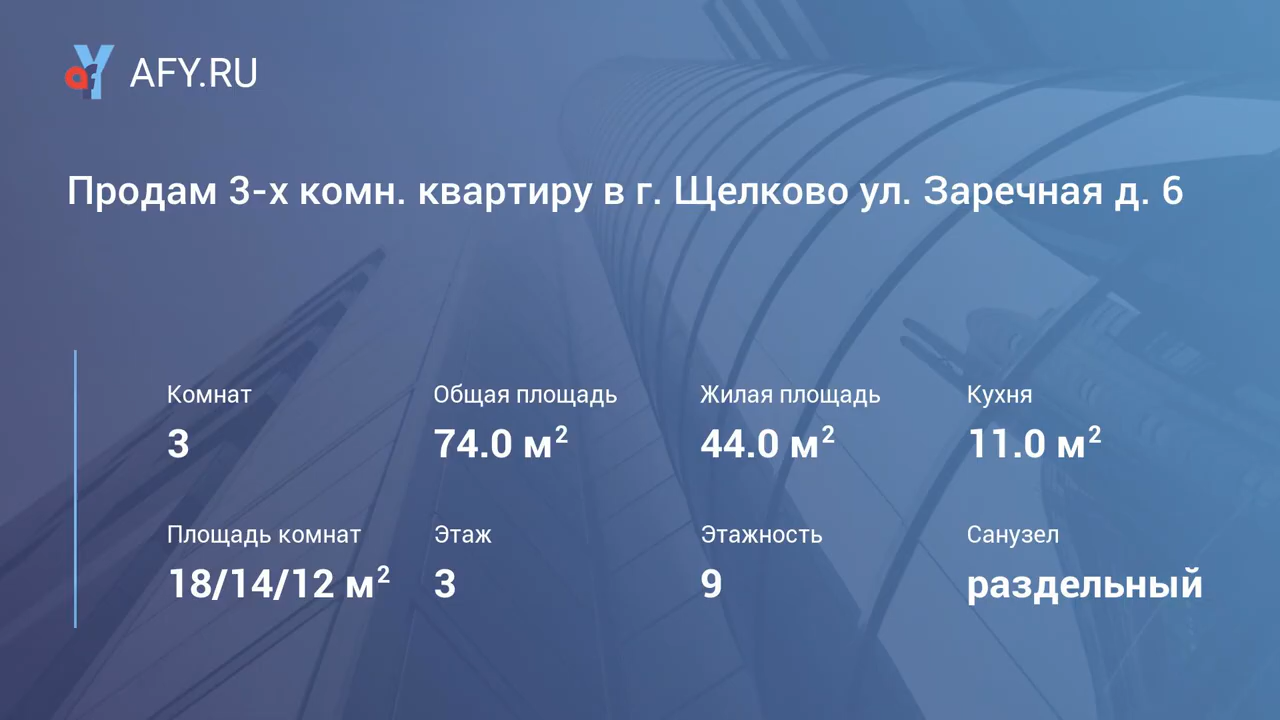 aYf AFY.RU
Продам 3-х комн. квартиру в г. Щелково ул. Заречная д. 6
Комнат Общая площадь Жилая площадь Кухня
3 74.0 м² 44.0 м² 11.0 м²
Площадь комнат Этаж Этажность Санузел
18/14/12 м² 3 9 раздельный